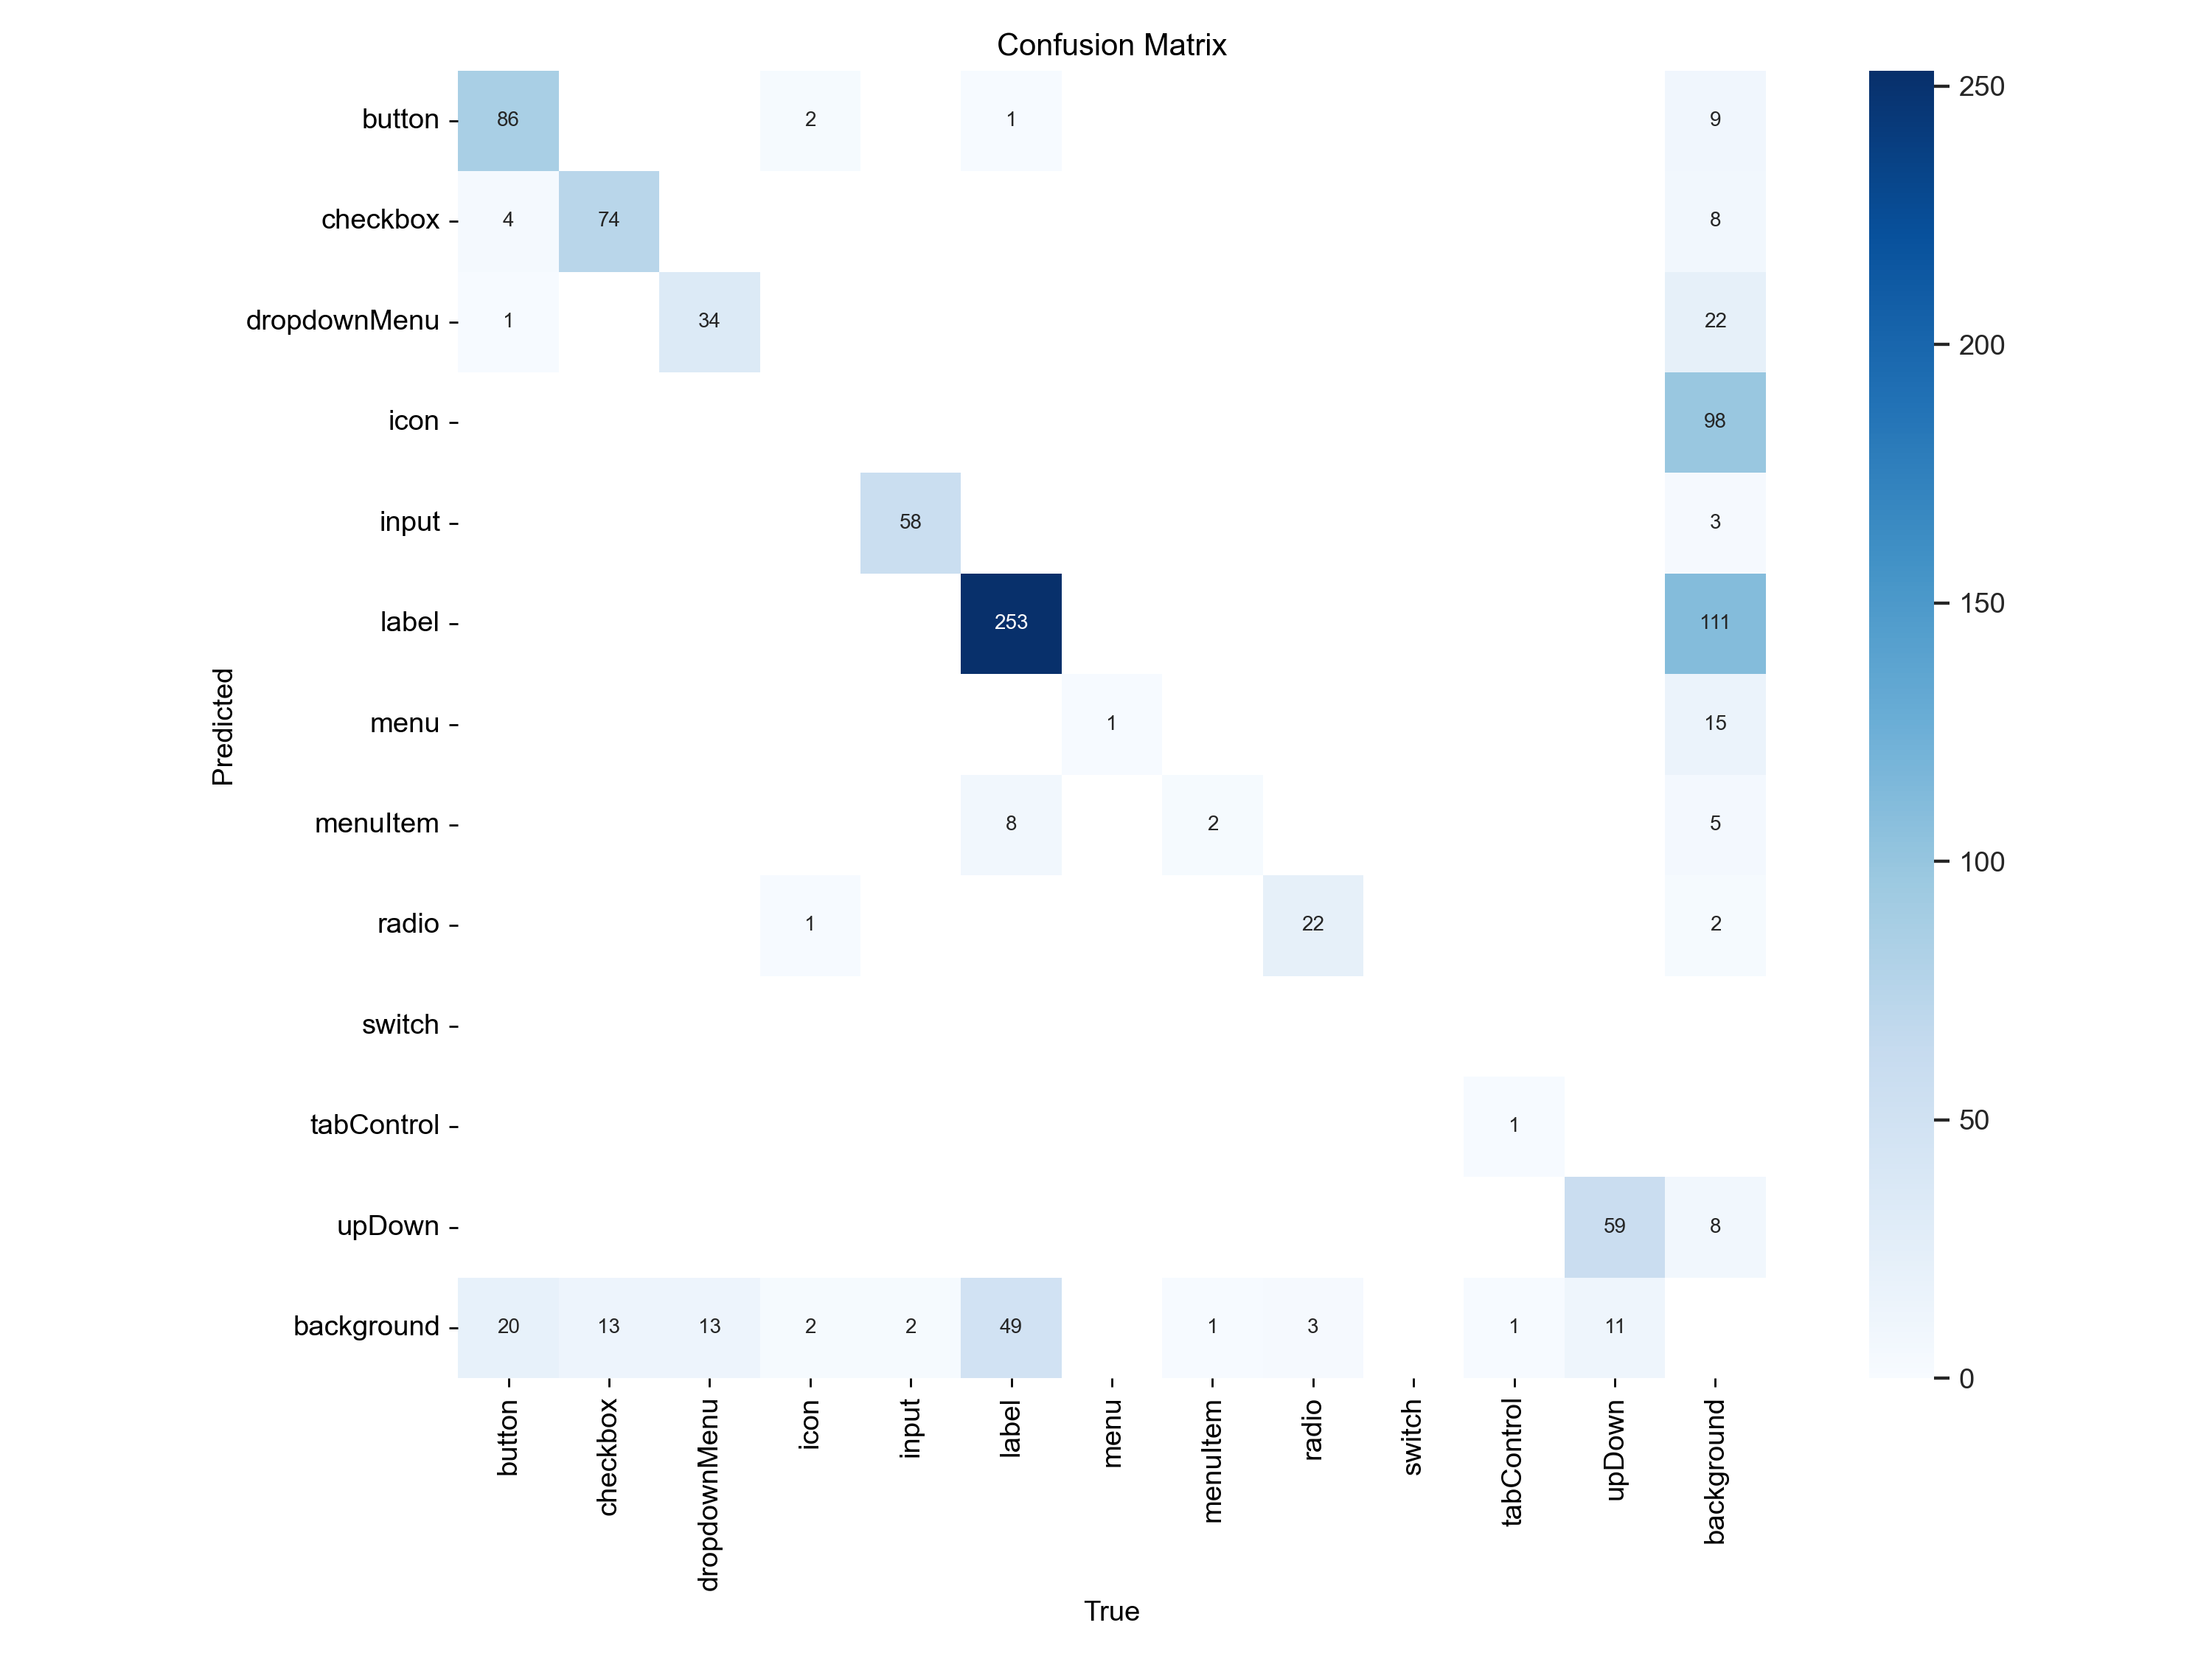 Confusion Matrix
button 86 2 1 9
checkbox 4 74 8
dropdownMenu 1 34 22
icon 98
input 58 3
label 253 111
menu 1 15
menuItem 8 2 5
radio 1 22 2
switch
tabControl 1
upDown 59 8
background 20 13 13 2 2 49 1 3 1 11
Predicted
button checkbox dropdownMenu icon input label menu menuItem radio switch tabControl upDown background
True
250
200
150
100
50
0